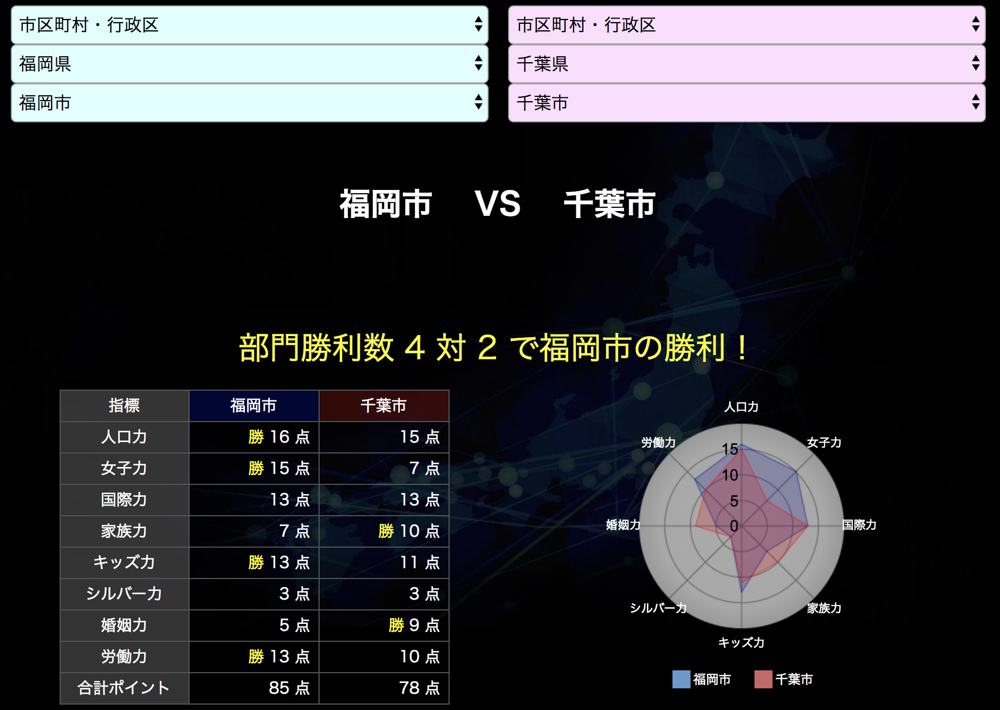 市区町村・行政区
福岡県
福岡市
市区町村・行政区
千葉県
千葉市
福岡市 VS 千葉市
部門勝利数 4 対 2 で福岡市の勝利！
指標 福岡市 千葉市
人口力 勝 16 点 15 点
女子力 勝 15 点 7 点
国際力 13 点 13 点
家族力 7 点 勝 10 点
キッズ力 勝 13 点 11 点
シルバー力 3 点 3 点
婚姻力 5 点 勝 9 点
労働力 勝 13 点 10 点
合計ポイント 85 点 78 点
人口力
女子力
国際力
家族力
キッズ力
シルバー力
婚姻力
労働力
15
10
5
0
福岡市 千葉市